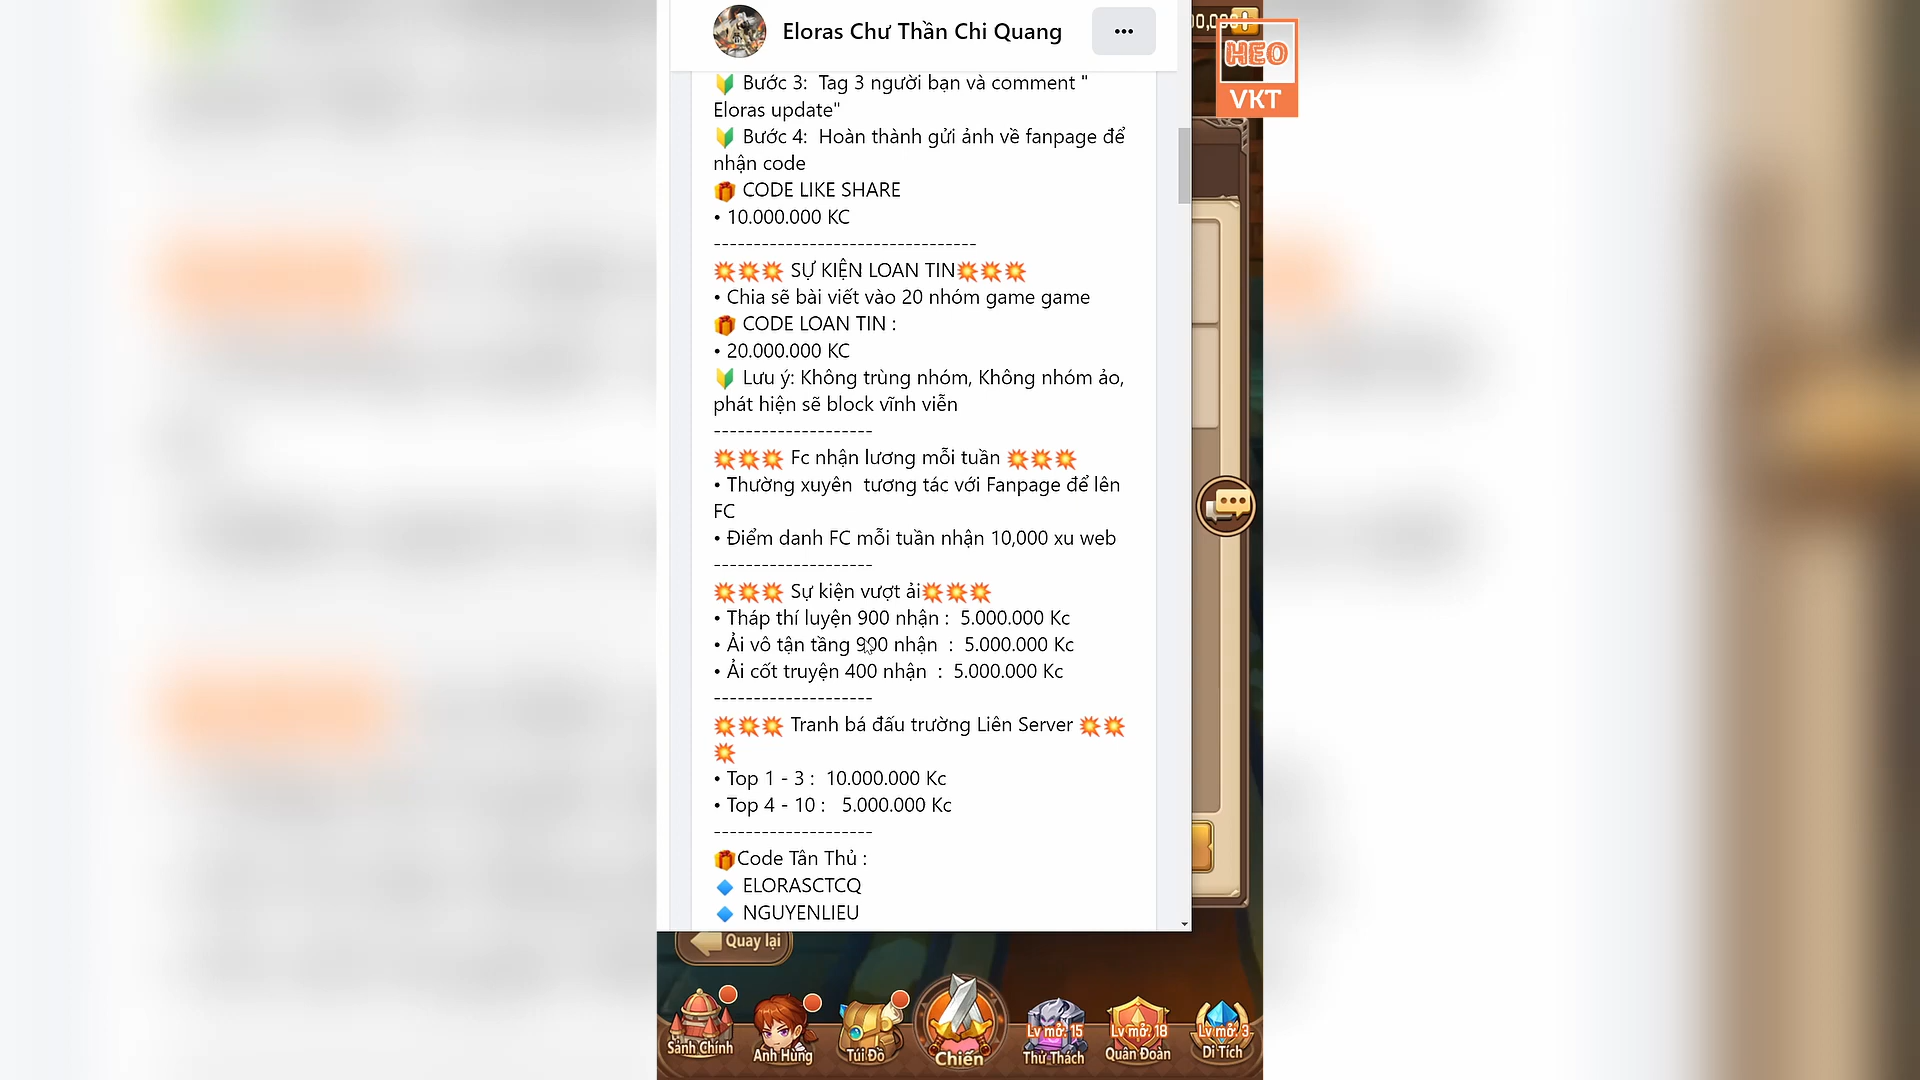 Eloras Chư Thần Chi Quang
HEO
VKT
Bước 3: Tag 3 người bạn và comment "
Eloras update"
Bước 4: Hoàn thành gửi ảnh về fanpage để
nhận code
CODE LIKE SHARE
• 10.000.000 KC
---------------------------------
SỰ KIỆN LOAN TIN
• Chia sẽ bài viết vào 20 nhóm game game
CODE LOAN TIN :
• 20.000.000 KC
Lưu ý: Không trùng nhóm, Không nhóm ảo,
phát hiện sẽ block vĩnh viễn
--------------------
Fc nhận lương mỗi tuần
• Thường xuyên tương tác với Fanpage để lên
FC
• Điểm danh FC mỗi tuần nhận 10,000 xu web
--------------------
Sự kiện vượt ải
• Tháp thí luyện 900 nhận : 5.000.000 Kc
• Ải vô tận tầng 900 nhận : 5.000.000 Kc
• Ải cốt truyện 400 nhận : 5.000.000 Kc
--------------------
Tranh bá đấu trường Liên Server
• Top 1 - 3 : 10.000.000 Kc
• Top 4 - 10 : 5.000.000 Kc
--------------------
Code Tân Thủ :
ELORASCTCQ
NGUYENLIEU
Quay lại
Sảnh Chính
Anh Hùng
Túi Đồ
Chiến
Lv mở: 15
Thử Thách
Lv mở: 18
Quân Đoàn
Lv mở: 3
Di Tích